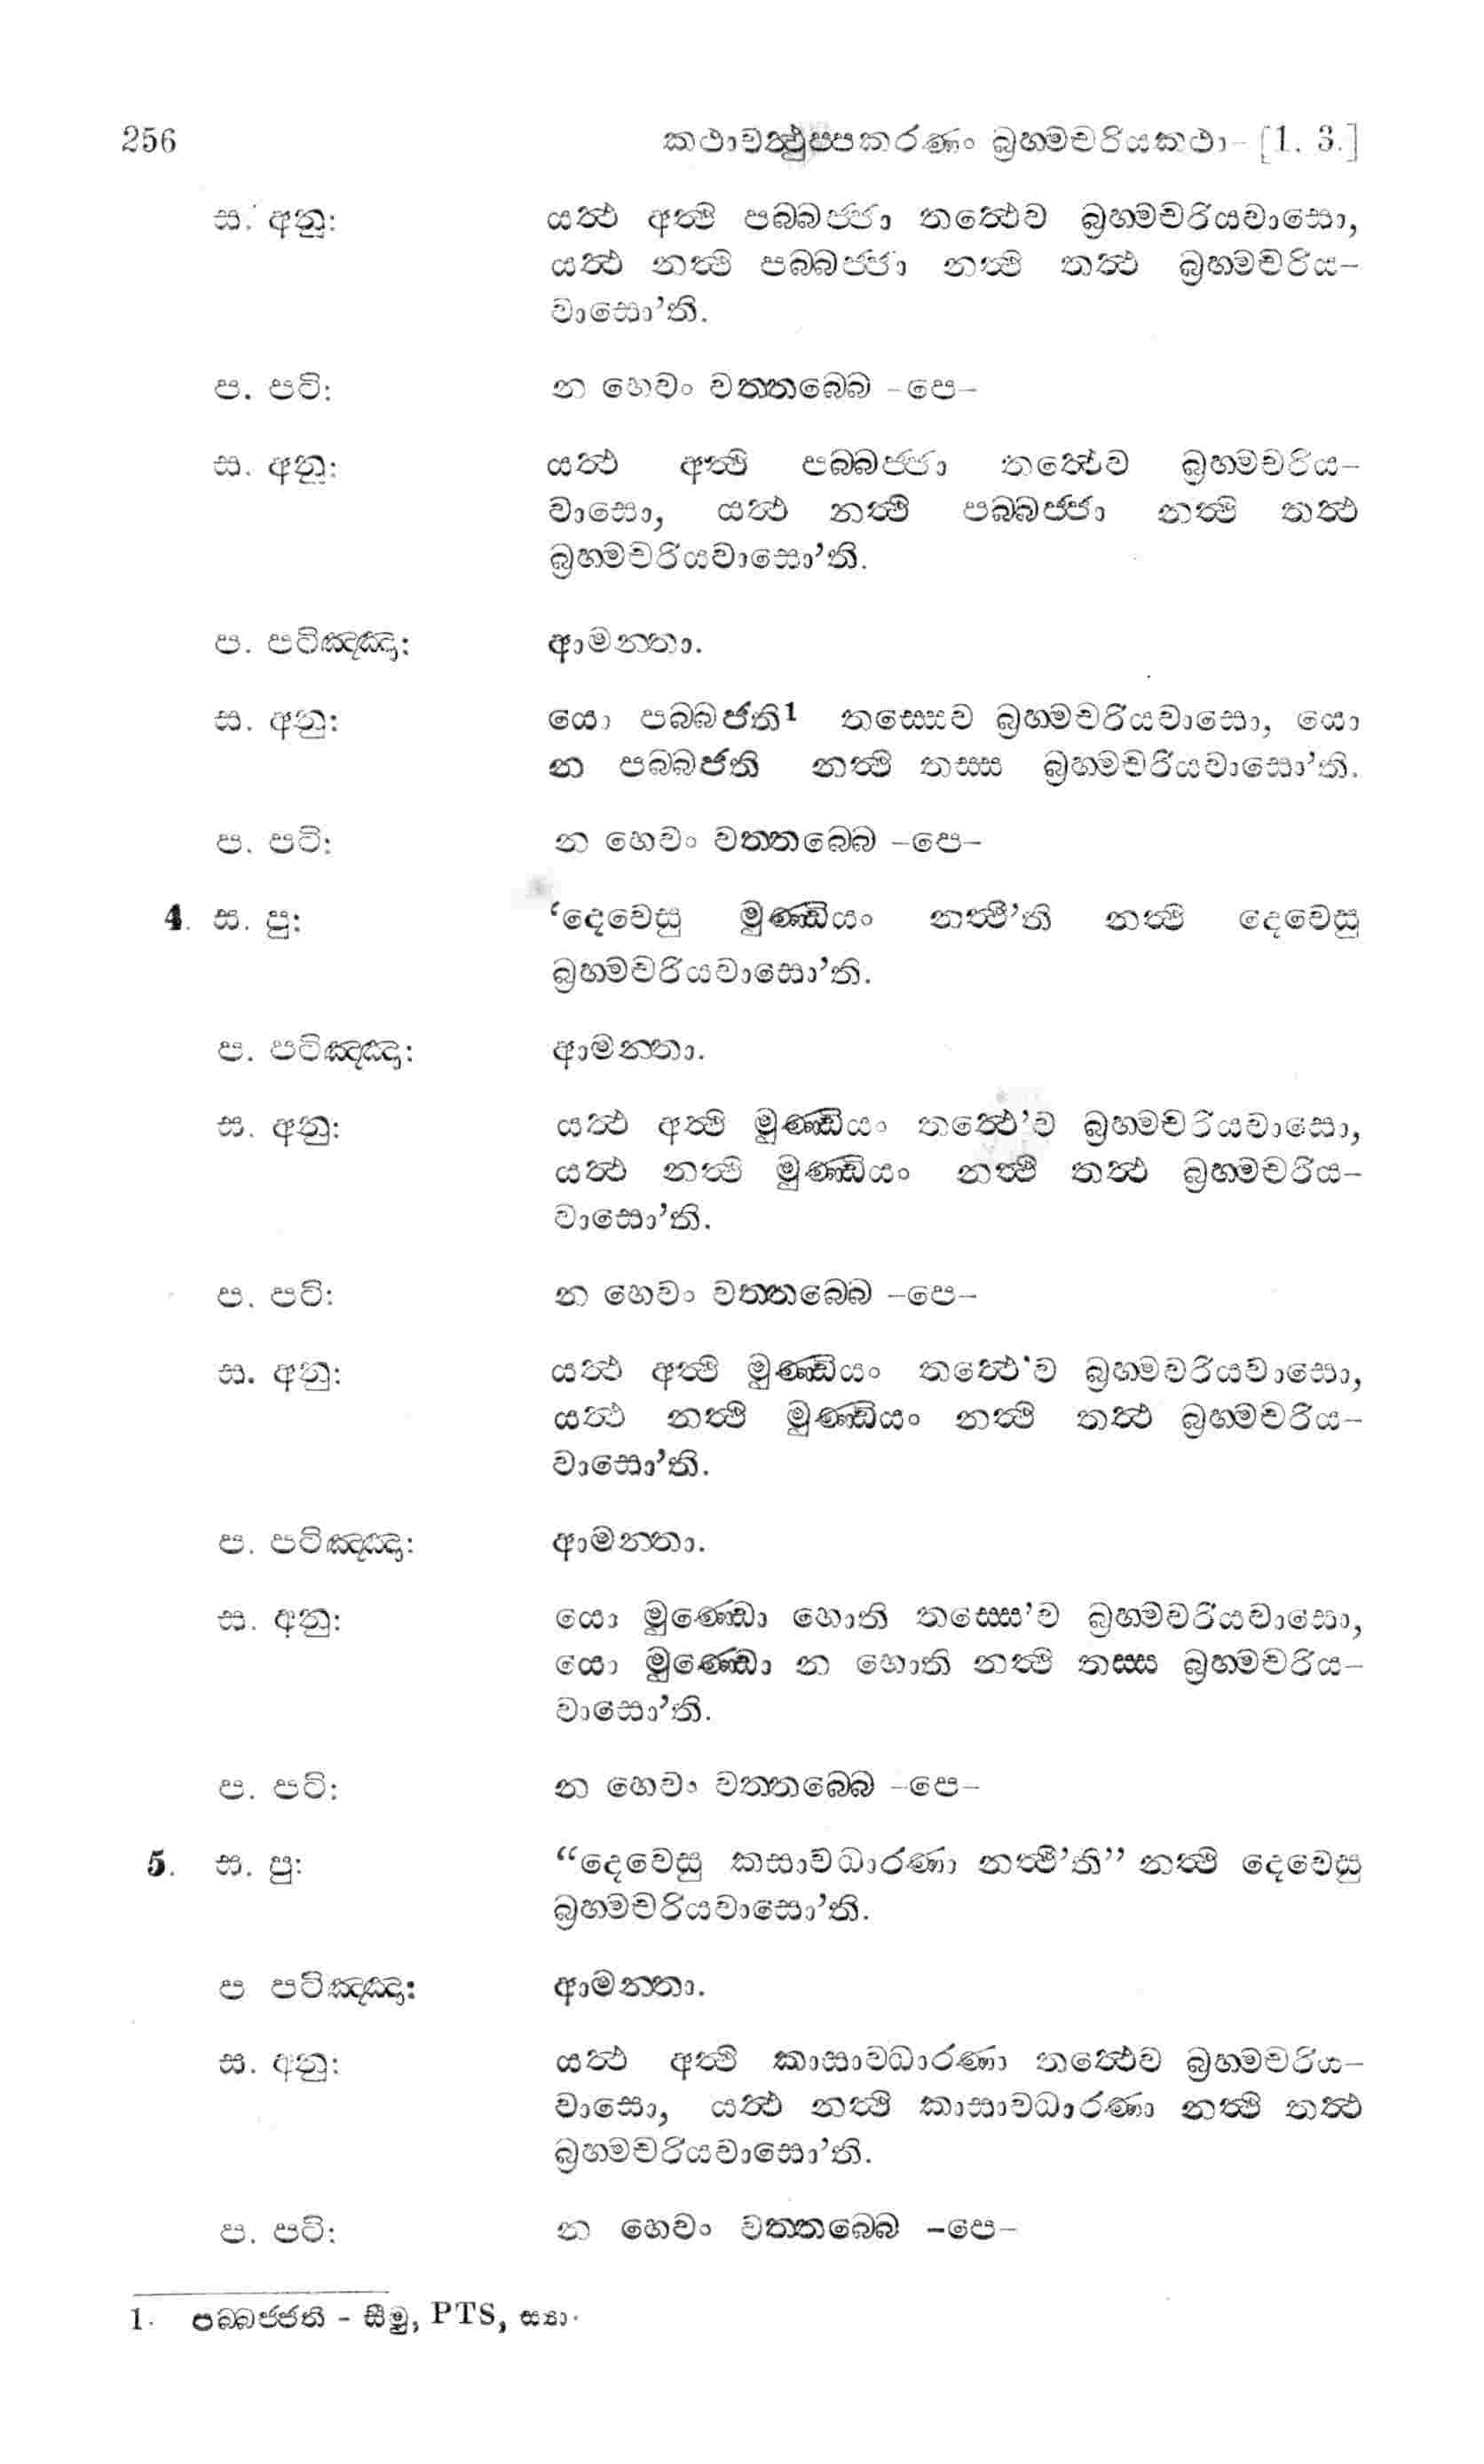 256 කථාවත්‍ථුප්පකරණං බ්‍රහ්මචරියකථා - [1. 3.]
ස. අනු: යත්‍ථ අත්‍ථි පබ්බජ්ජා තත්‍ථෙව බ්‍රහ්මචරියවාසො,
යත්‍ථ නත්‍ථි පබ්බජ්ජා නත්‍ථි තත්‍ථ බ්‍රහ්මචරිය-
වාසො’ති.
ප. පටි: න හෙවං වත්තබ්බෙ -පෙ-
ස. අනු: යත්‍ථ අත්‍ථි පබ්බජ්ජා තත්‍ථෙව බ්‍රහ්මචරිය-
වාසො, යත්‍ථ නත්‍ථි පබ්බජ්ජා නත්‍ථි තත්‍ථ
බ්‍රහ්මචරියවාසො’ති.
ප. පටිඤ්ඤා: ආමන්තා.
ස. අනු: යො පබ්බජති1 තස්සෙව බ්‍රහ්මචරියවාසො, යො
න පබ්බජති නත්‍ථි තස්ස බ්‍රහ්මචරියවාසො’ති.
ප. පටි: න හෙවං වත්තබ්බෙ -පෙ-
4. ස. පු: ‘දෙවෙසු මුණ්ඩියං නත්‍ථී’ති නත්‍ථි දෙවෙසු
බ්‍රහ්මචරියවාසො’ති.
ප. පටිඤ්ඤා: ආමන්තා.
ස. අනු: යත්‍ථ අත්‍ථි මුණ්ඩියං තත්‍ථෙ’ව බ්‍රහ්මචරියවාසො,
යත්‍ථ නත්‍ථි මුණ්ඩියං නත්‍ථි තත්‍ථ බ්‍රහ්මචරිය-
වාසො’ති.
ප. පටි: න හෙවං වත්තබ්බෙ -පෙ-
ස. අනු: යත්‍ථ අත්‍ථි මුණ්ඩියං තත්‍ථෙ’ව බ්‍රහ්මචරියවාසො,
යත්‍ථ නත්‍ථි මුණ්ඩියං නත්‍ථි තත්‍ථ බ්‍රහ්මචරිය-
වාසො’ති.
ප. පටිඤ්ඤා: ආමන්තා.
ස. අනු: යො මුණ්ඩො හොති තස්සෙ’ව බ්‍රහ්මචරියවාසො,
යො මුණ්ඩො න හොති නත්‍ථි තස්ස බ්‍රහ්මචරිය-
වාසො’ති.
ප. පටි: න හෙවං වත්තබ්බෙ -පෙ-
5. ස. පු: “දෙවෙසු කසාවධාරණා නත්‍ථී’ති” නත්‍ථි දෙවෙසු
බ්‍රහ්මචරියවාසො’ති.
ප පටිඤ්ඤා: ආමන්තා.
ස. අනු: යත්‍ථ අත්‍ථි කාසාවධාරණා තත්‍ථෙව බ්‍රහ්මචරිය-
වාසො, යත්‍ථ නත්‍ථි කාසාවධාරණා නත්‍ථි තත්‍ථ
බ්‍රහ්මචරියවාසො’ති.
ප. පටි: න හෙවං වත්තබ්බෙ -පෙ-
1. පබ්බජ්ජති - සීමු, PTS, ස්‍යා.